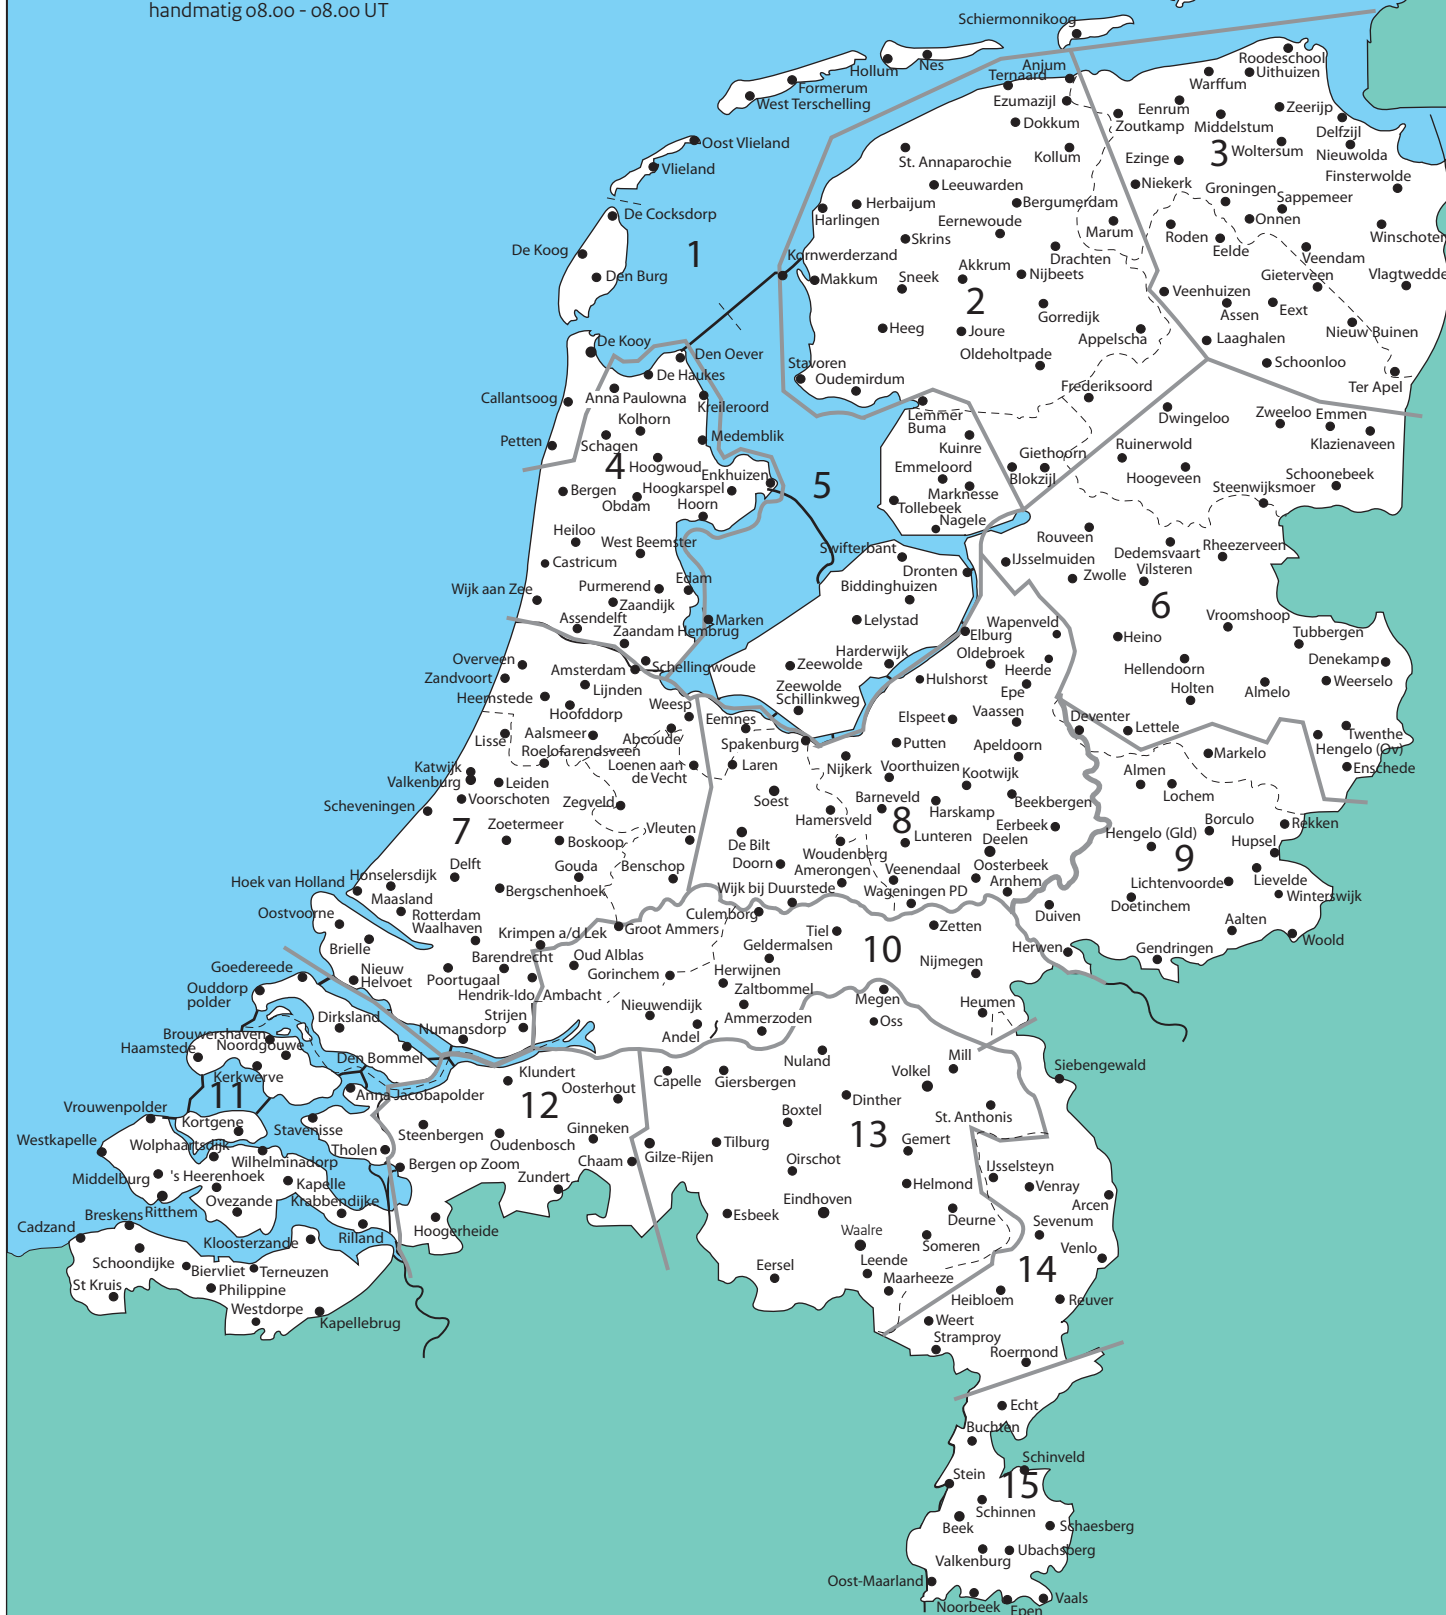 handmatig 08.00 - 08.00 UT
Schiermonnikoog
Hollum
Nes
Formerum
West Terschelling
Oost Vlieland
Vlieland
De Cocksdorp
De Koog
Den Burg
1
Anjum
Ternaard
Ezumazijl
Dokkum
Kollum
St. Annaparochie
Leeuwarden
Herbaijum
Harlingen
Bergumerdam
Eernewoude
Skrins
Marum
Drachten
Kornwerderzand
Makkum
Sneek
Akkrum
Nijbeets
2
Gorredijk
Heeg
Joure
Appelscha
Oldeholtpade
Stavoren
Oudemirdum
Frederiksoord
Lemmer
Buma
Roodeschool
Uithuizen
Warffum
Eenrum
Zeerijp
Zoutkamp
Middelstum
Delfzijl
3
Woltersum
Nieuwolda
Ezinge
Finsterwolde
Niekerk
Groningen
Sappemeer
Onnen
Roden
Eelde
Winschoten
Veendam
Gieterveen
Vlagtwedde
Veenhuizen
Assen
Eext
Nieuw Buinen
Laaghalen
Schoonloo
Ter Apel
De Kooy
Den Oever
De Haukes
Callantsoog
Anna Paulowna
Kreileroord
Kolhorn
Petten
Schagen
Medemblik
4
Hoogwoud
Enkhuizen
Bergen
Hoogkarspel
Obdam
Hoorn
Heiloo
West Beemster
Castricum
Purmerend
Edam
Wijk aan Zee
Zaandijk
Assendelft
Marken
Zaandam Hembrug
5
Kuinre
Emmeloord
Marknesse
Tollebeek
Nagele
Giethoorn
Blokzijl
Swifterbant
Dronten
Biddinghuizen
Lelystad
Harderwijk
Zeewolde
Zeewolde
Schillinkweg
Dwingeloo
Zweeloo
Emmen
Klazienaveen
Ruinerwold
Hoogeveen
Schoonebeek
Steenwijksmoer
Rouveen
Dedemsvaart
Rheezerveen
IJsselmuiden
Zwolle
Vilsteren
6
Vroomshoop
Heino
Tubbergen
Hellendoorn
Denekamp
Holten
Almelo
Weerselo
Deventer
Lettele
Twenthe
Hengelo (Ov)
Enschede
Overveen
Amsterdam
Schellingwoude
Zandvoort
Lijnden
Heemstede
Hoofddorp
Weesp
Lisse
Aalsmeer
Abcoude
Roelofarendsveen
Loenen aan
de Vecht
Katwijk
Valkenburg
Leiden
Voorschoten
Scheveningen
Zegveld
7
Zoetermeer
Boskoop
Vleuten
Delft
Gouda
Benschop
Honselersdijk
Hoek van Holland
Bergschenhoek
Maasland
Oostvoorne
Rotterdam
Waalhaven
Krimpen a/d Lek
Groot Ammers
Brielle
Barendrecht
Oud Alblas
Nieuw
Helvoet
Poortugaal
Gorinchem
Hendrik-Ido_Ambacht
Strijen
Numansdorp
Elburg
Wapenveld
Oldebroek
Heerde
Hulshorst
Epe
Eemnes
Elspeet
Vaassen
Spakenburg
Putten
Apeldoorn
Laren
Nijkerk
Voorthuizen
Kootwijk
Soest
Barneveld
Beekbergen
Hamersveld
Harskamp
8
Eerbeek
De Bilt
Lunteren
Deelen
Woudenberg
Doorn
Veenendaal
Oosterbeek
Amerongen
Arnhem
Wijk bij Duurstede
Wageningen PD
Markelo
Almen
Lochem
Borculo
Rekken
Hengelo (Gld)
Hupsel
9
Lichtenvoorde
Lievelde
Winterswijk
Doetinchem
Aalten
Woold
Gendringen
Duiven
Herwen
Culemborg
Tiel
Zetten
Geldermalsen
10
Nijmegen
Herwijnen
Zaltbommel
Megen
Heumen
Nieuwendijk
Ammerzoden
Andel
Goedereede
Ouddorp
polder
Dirksland
Brouwershaven
Haamstede
Noordgouwe
Den Bommel
Kerkwerve
11
Anna Jacobapolder
Vrouwenpolder
Kortgene
Stavenisse
Westkapelle
Wolphaartsdijk
Tholen
Wilhelminadorp
Middelburg
's Heerenhoek
Kapelle
Ovezande
Krabbendijke
Breskens
Ritthem
Cadzand
Kloosterzande
Rilland
Schoondijke
Biervliet
Terneuzen
St Kruis
Philippine
Westdorpe
Kapellebrug
Klundert
Oosterhout
12
Steenbergen
Ginneken
Oudenbosch
Chaam
Bergen op Zoom
Zundert
Hoogerheide
Oss
Nuland
Mill
Capelle
Giersbergen
Volkel
Siebengewald
Dinther
Boxtel
St. Anthonis
13
Tilburg
Gemert
Gilze-Rijen
Oirschot
Helmond
Eindhoven
Esbeek
Deurne
Waalre
Someren
Leende
Eersel
Maarheeze
IJsselsteyn
Venray
Arcen
Sevenum
Venlo
14
Heibloem
Reuver
Weert
Stramproy
Roermond
Echt
Buchten
Schinveld
Stein
15
Schinnen
Beek
Schaesberg
Ubachsberg
Valkenburg
Oost-Maarland
Noorbeek
Epen
Vaals